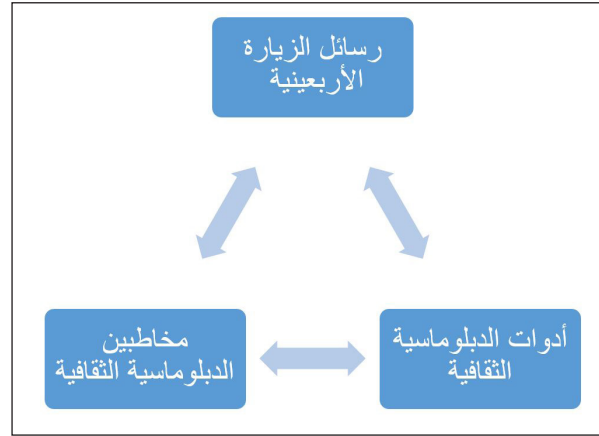 رسائل الزيارة
الأربعينية
أدوات الدبلوماسية
الثقافية
مخاطبين
الدبلوماسية الثقافية